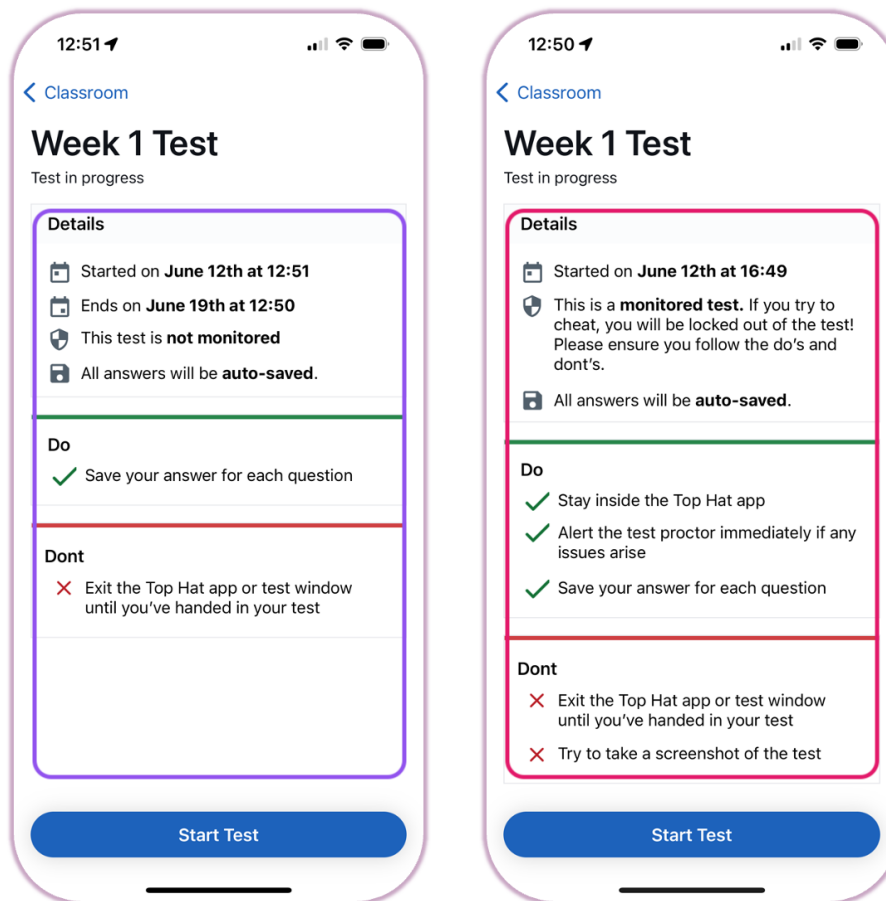 12:51
Classroom
Week 1 Test
Test in progress
Details
Started on June 12th at 12:51
Ends on June 19th at 12:50
This test is not monitored
All answers will be auto-saved.
Do
Save your answer for each question
Dont
Exit the Top Hat app or test window
until you've handed in your test
Start Test
12:50
Classroom
Week 1 Test
Test in progress
Details
Started on June 12th at 16:49
This is a monitored test. If you try to
cheat, you will be locked out of the test!
Please ensure you follow the do's and
dont's.
All answers will be auto-saved.
Do
Stay inside the Top Hat app
Alert the test proctor immediately if any
issues arise
Save your answer for each question
Dont
Exit the Top Hat app or test window
until you've handed in your test
Try to take a screenshot of the test
Start Test